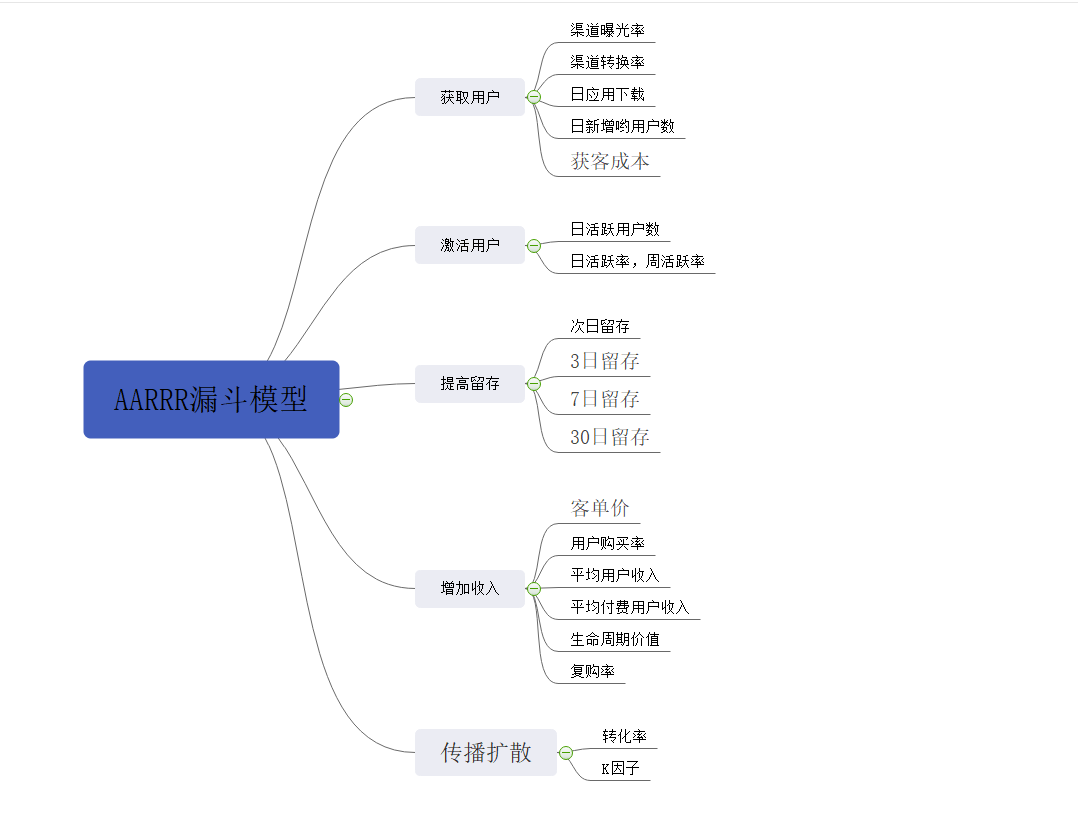 AARRR漏斗模型
获取用户
渠道曝光率
渠道转换率
日应用下载
日新增哟用户数
获客成本
激活用户
日活跃用户数
日活跃率，周活跃率
提高留存
次日留存
3日留存
7日留存
30日留存
增加收入
客单价
用户购买率
平均用户收入
平均付费用户收入
生命周期价值
复购率
传播扩散
转化率
K因子